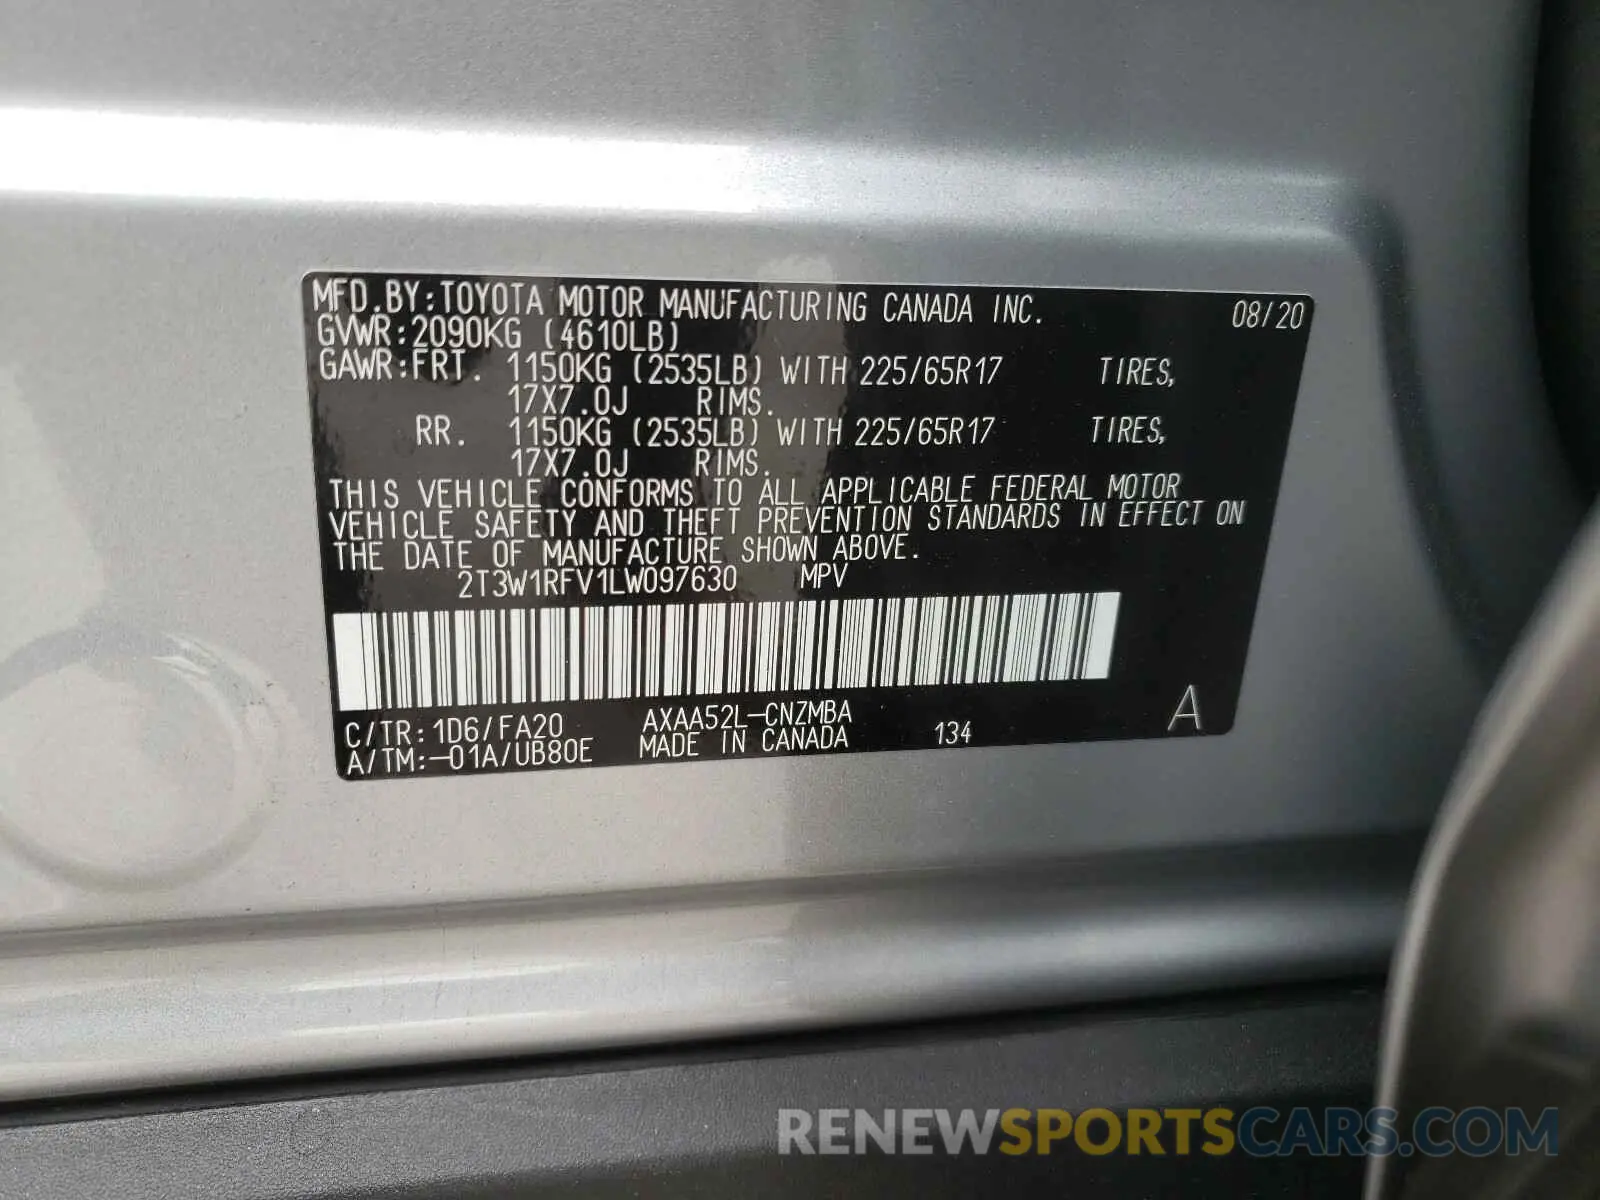 MFD.BY:TOYOTA MOTOR MANUFACTURING CANADA INC. 08/20
GVWR:2090KG (4610LB)
GAWR:FRT. 1150KG (2535LB) WITH 225/65R17 TIRES,
17X7.0J RIMS.
RR. 1150KG (2535LB) WITH 225/65R17 TIRES,
17X7.0J RIMS.
THIS VEHICLE CONFORMS TO ALL APPLICABLE FEDERAL MOTOR
VEHICLE SAFETY AND THEFT PREVENTION STANDARDS IN EFFECT ON
THE DATE OF MANUFACTURE SHOWN ABOVE.
2T3W1RFV1LW097630 MPV
C/TR:1D6/FA20 AXAA52L-CNZMBA A
A/TM:-01A/UB80E MADE IN CANADA 134
RENEWSPORTSCARS.COM